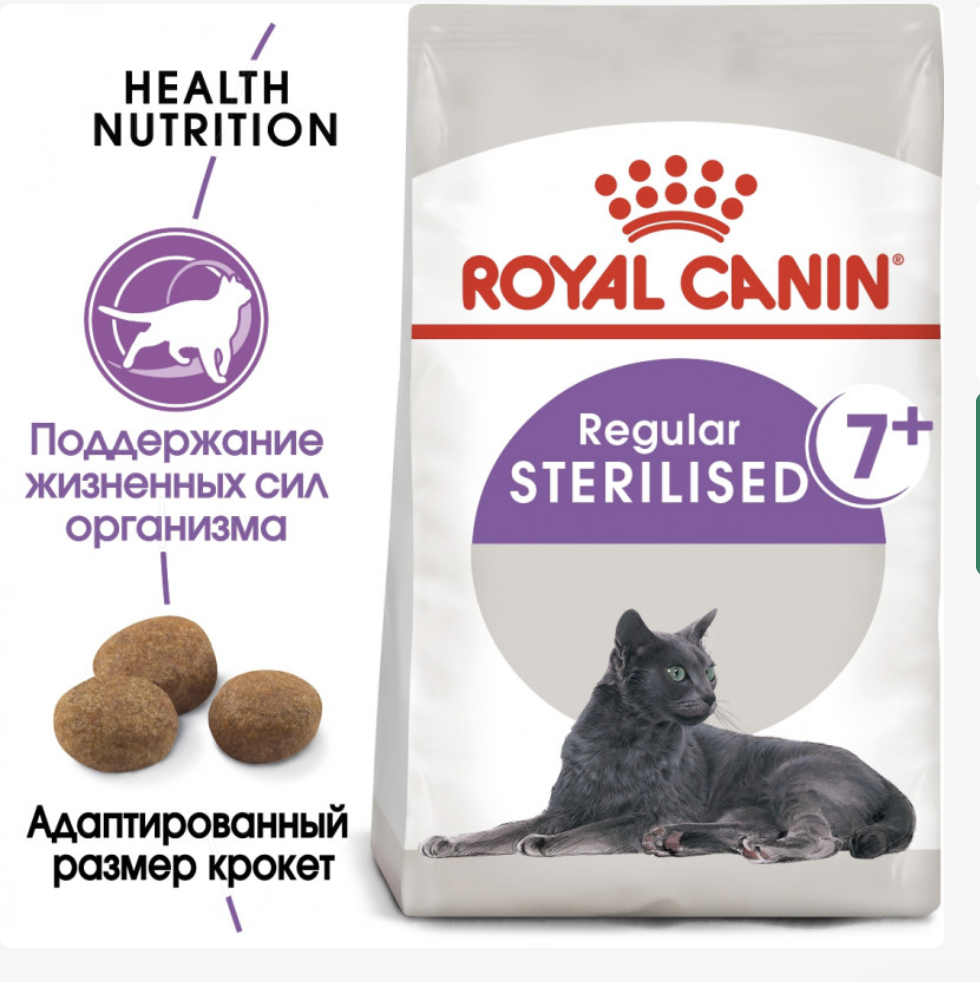 HEALTH
NUTRITION
Поддержание
жизненных сил
организма
Адаптированный
размер крокет
ROYAL CANIN®
Regular
STERILISED
7+